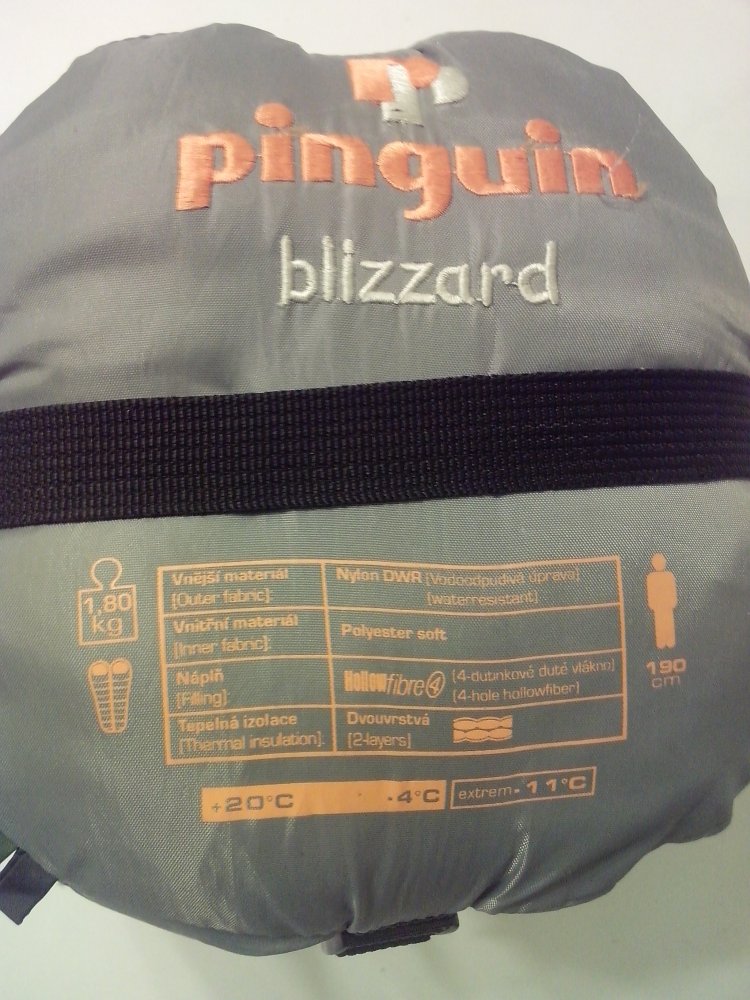 pinguin
blizzard
1,80
kg
Vnější materiál
[Outer fabric]:
Nylon DWR [Vodoodpudivá úprava]
[waterresistant]
Vnitřní materiál
[Inner fabric]:
Polyester soft
Náplň
[Filling]:
Hollowfibre 4 [4-dutinkové duté vlákno]
[4-hole hollowfiber]
Tepelná izolace
[Thermal insulation]:
Dvouvrstvá
[2-layers]
190
cm
+20°C -4°C extrem -11°C